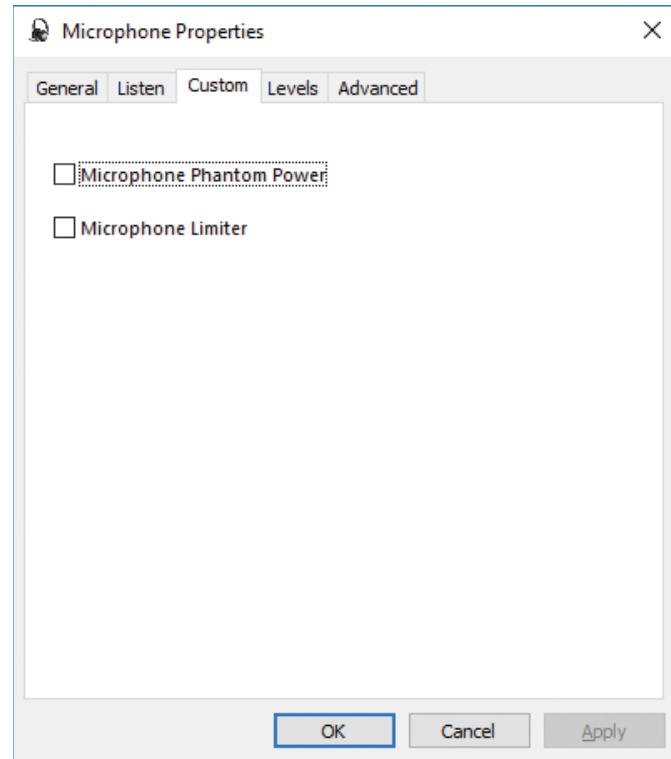 Microphone Properties
General Listen Custom Levels Advanced
Microphone Phantom Power
Microphone Limiter
OK Cancel Apply